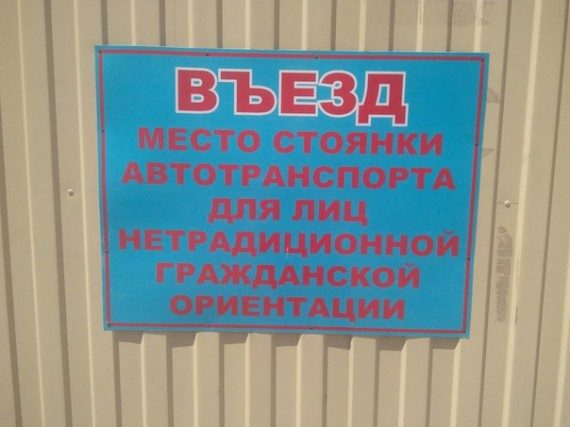 ВЪЕЗД
МЕСТО СТОЯНКИ
АВТОТРАНСПОРТА
ДЛЯ ЛИЦ
НЕТРАДИЦИОННОЙ
ГРАЖДАНСКОЙ
ОРИЕНТАЦИИ